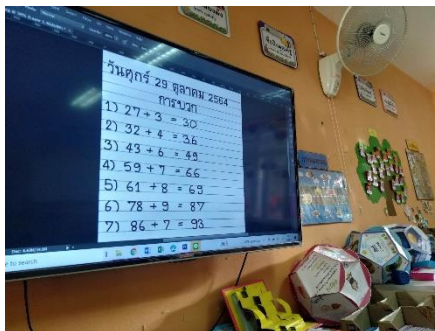 วันศุกร์ 29 ตุลาคม 2564
การบวก
1) 27 + 3 = 30
2) 32 + 4 = 36
3) 43 + 6 = 49
4) 59 + 7 = 66
5) 61 + 8 = 69
6) 78 + 9 = 87
7) 86 + 7 = 93